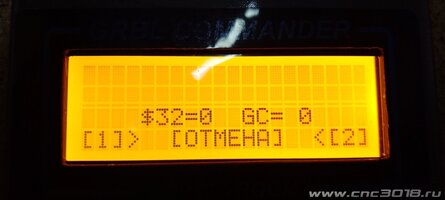 GRBL COMMANDER
$32=0 GC= 0
[1]> [ОТМЕНА] <[2]
www.cnc3018.ru